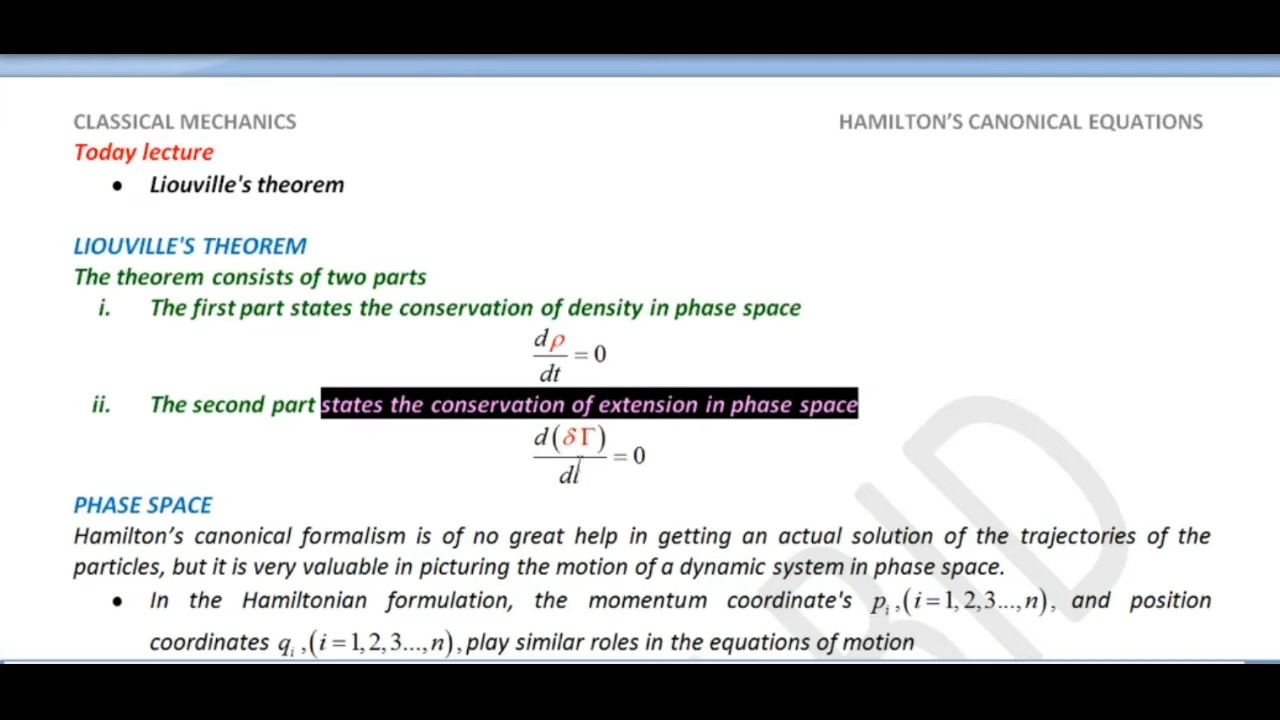 CLASSICAL MECHANICS HAMILTON'S CANONICAL EQUATIONS
Today lecture
• Liouville's theorem
LIOUVILLE'S THEOREM
The theorem consists of two parts
i. The first part states the conservation of density in phase space
dρ/dt = 0
ii. The second part states the conservation of extension in phase space
d(δΓ)/dt = 0
PHASE SPACE
Hamilton's canonical formalism is of no great help in getting an actual solution of the trajectories of the
particles, but it is very valuable in picturing the motion of a dynamic system in phase space.
• In the Hamiltonian formulation, the momentum coordinate's pᵢ,(i=1,2,3...,n), and position
coordinates qᵢ,(i=1,2,3...,n), play similar roles in the equations of motion